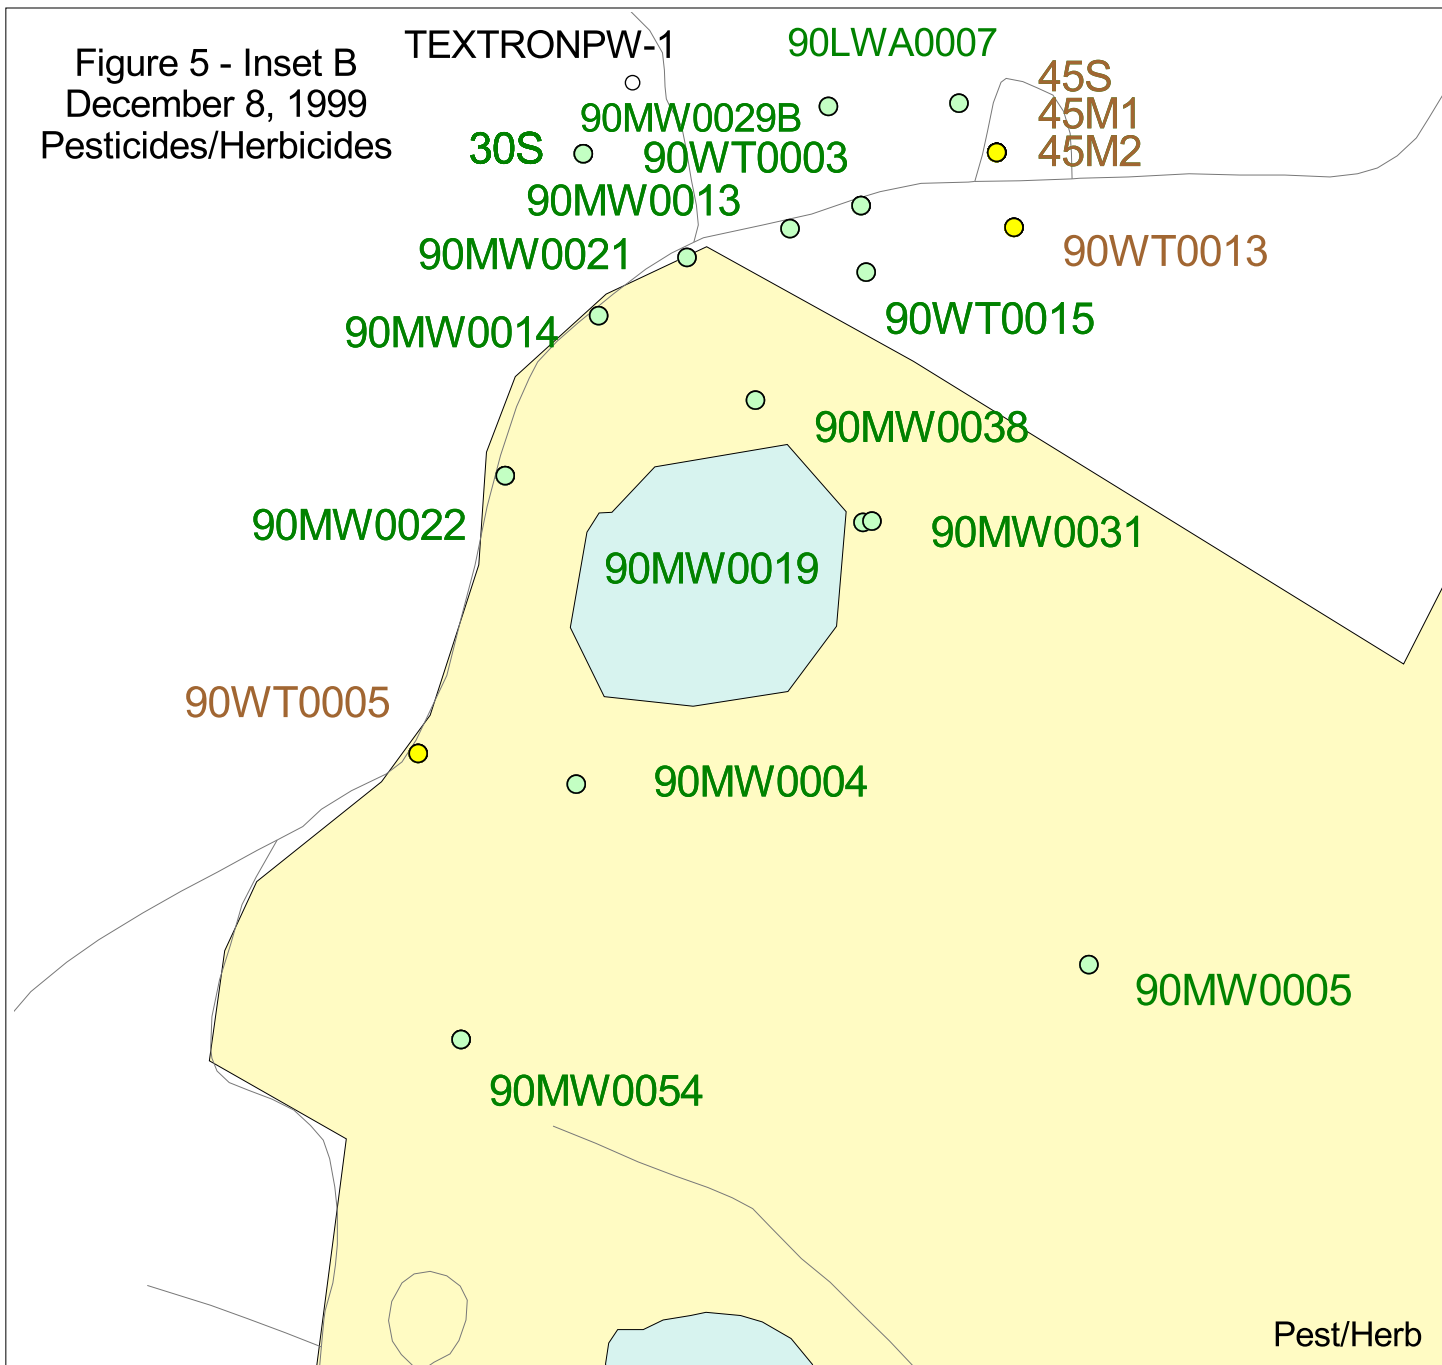 Figure 5 - Inset B
December 8, 1999
Pesticides/Herbicides
TEXTRONPW-1
90LWA0007
45S
45M1
45M2
90MW0029B
30S
90WT0003
90MW0013
90MW0021
90WT0013
90MW0014
90WT0015
90MW0038
90MW0022
90MW0031
90MW0019
90WT0005
90MW0004
90MW0005
90MW0054
Pest/Herb